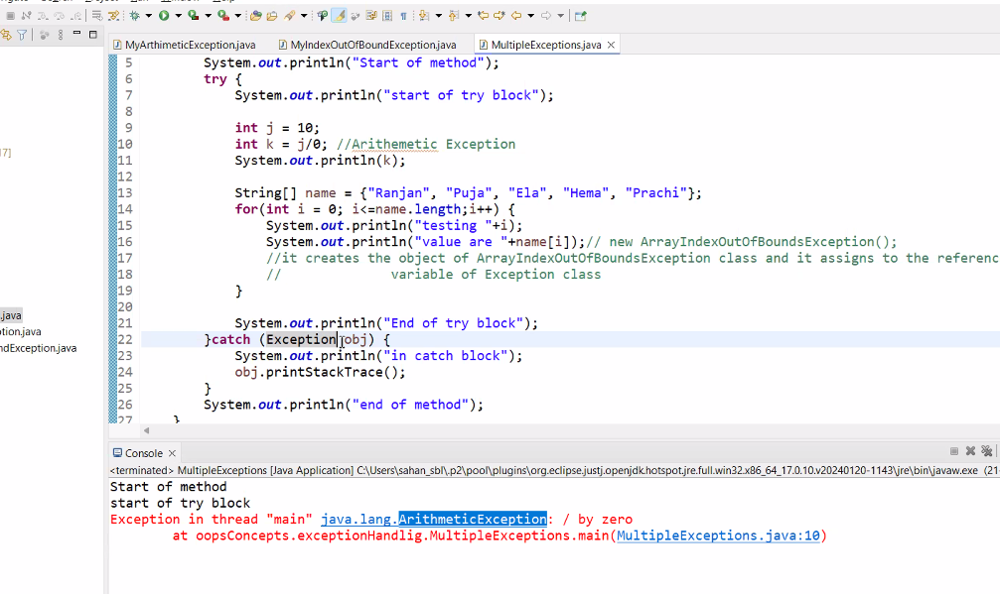 MyArthimeticException.java
MyIndexOutOfBoundException.java
MultipleExceptions.java
5 System.out.println("Start of method");
6 try {
7 System.out.println("start of try block");
8
9 int j = 10;
10 int k = j/0; //Arithemetic Exception
11 System.out.println(k);
12
13 String[] name = {"Ranjan", "Puja", "Ela", "Hema", "Prachi"};
14 for(int i = 0; i<=name.length;i++) {
15 System.out.println("testing "+i);
16 System.out.println("value are "+name[i]);// new ArrayIndexOutOfBoundsException();
17 //it creates the object of ArrayIndexOutOfBoundsException class and it assigns to the referenc
18 // variable of Exception class
19 }
20
21 System.out.println("End of try block");
22 }catch (Exception obj) {
23 System.out.println("in catch block");
24 obj.printStackTrace();
25 }
26 System.out.println("end of method");
27 }
17]
.java
tion.java
ndException.java
Console
<terminated> MultipleExceptions [Java Application] C:\Users\sahan_sbl\.p2\pool\plugins\org.eclipse.justj.openjdk.hotspot.jre.full.win32.x86_64_17.0.10.v20240120-1143\jre\bin\javaw.exe (21-
Start of method
start of try block
Exception in thread "main" java.lang.ArithmeticException: / by zero
at oopsConcepts.exceptionHandlig.MultipleExceptions.main(MultipleExceptions.java:10)